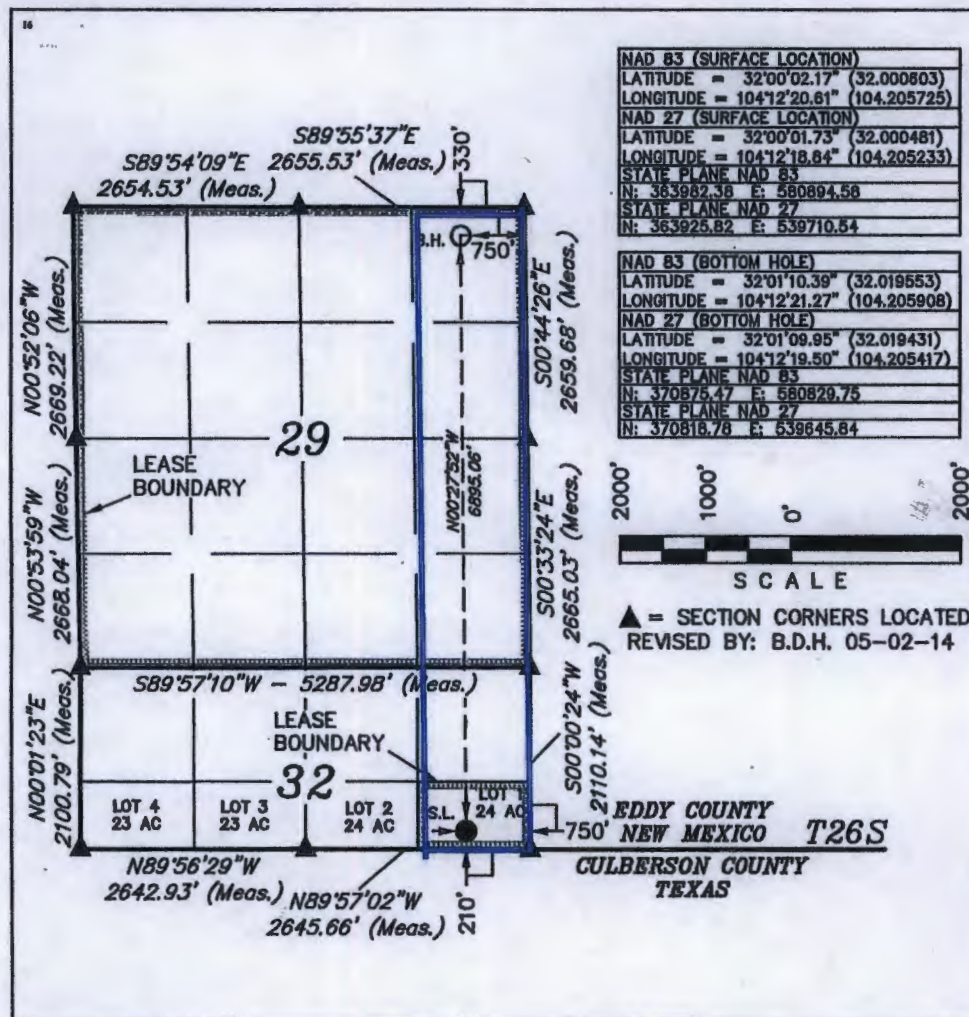 16
NAD 83 (SURFACE LOCATION)
LATITUDE = 32°00'02.17" (32.000603)
LONGITUDE = 104°12'20.61" (104.205725)
NAD 27 (SURFACE LOCATION)
LATITUDE = 32°00'01.73" (32.000481)
LONGITUDE = 104°12'18.84" (104.205233)
STATE PLANE NAD 83
N: 363982.38 E: 580894.58
STATE PLANE NAD 27
N: 363925.82 E: 539710.54
NAD 83 (BOTTOM HOLE)
LATITUDE = 32°01'10.39" (32.019553)
LONGITUDE = 104°12'21.27" (104.205908)
NAD 27 (BOTTOM HOLE)
LATITUDE = 32°01'09.95" (32.019431)
LONGITUDE = 104°12'19.50" (104.205417)
STATE PLANE NAD 83
N: 370875.47 E: 580829.75
STATE PLANE NAD 27
N: 370818.78 E: 539645.84
S89°54'09"E
2654.53' (Meas.)
S89°55'37"E
2655.53' (Meas.)
330'
B.H.
750'
N00°52'06"W
2669.22' (Meas.)
S00°44'26"E
2659.68' (Meas.)
29
N00°27'52"W
6895.06'
LEASE
BOUNDARY
N00°53'59"W
2668.04' (Meas.)
S00°33'24"E
2665.03' (Meas.)
2000'
1000'
0'
2000'
SCALE
▲ = SECTION CORNERS LOCATED
REVISED BY: B.D.H. 05-02-14
S89°57'10"W – 5287.98' (Meas.)
LEASE
BOUNDARY
N00°01'23"E
2100.79' (Meas.)
S00°00'24"W
2110.14' (Meas.)
32
LOT 4
23 AC
LOT 3
23 AC
LOT 2
24 AC
LOT
24 AC
S.L.
750'
EDDY COUNTY
NEW MEXICO T26S
CULBERSON COUNTY
TEXAS
N89°56'29"W
2642.93' (Meas.)
N89°57'02"W
2645.66' (Meas.)
210'